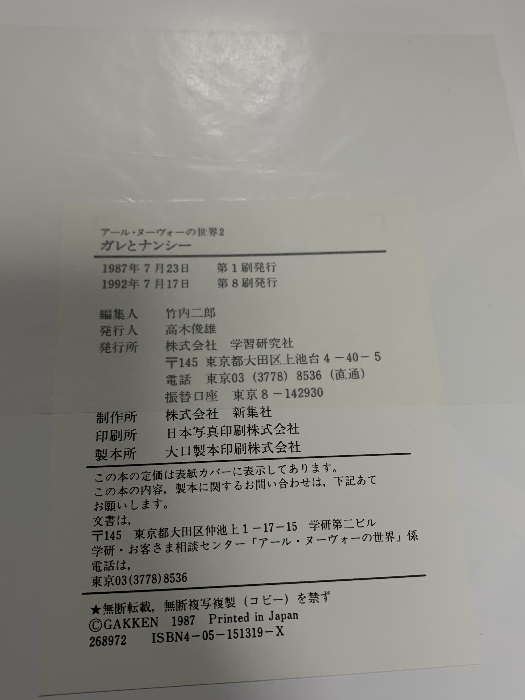 アール・ヌーヴォーの世界2
ガレとナンシー
1987年7月23日 第1刷発行
1992年7月17日 第8刷発行
編集人 竹内二郎
発行人 高木俊雄
発行所 株式会社 学習研究社
〒145 東京都大田区上池台4-40-5
電話 東京03(3778)8536(直通)
振替口座 東京8-142930
制作所 株式会社 新集社
印刷所 日本写真印刷株式会社
製本所 大口製本印刷株式会社
この本の定価は表紙カバーに表示してあります。
この本の内容,製本に関するお問い合わせは,下記あて
お願いします。
文書は,
〒145 東京都大田区仲池上1-17-15 学研第二ビル
学研・お客さま相談センター「アール・ヌーヴォーの世界」係
電話は,
東京03(3778)8536
★無断転載,無断複写複製(コピー)を禁ず
©GAKKEN 1987 Printed in Japan
268972 ISBN4-05-151319-X